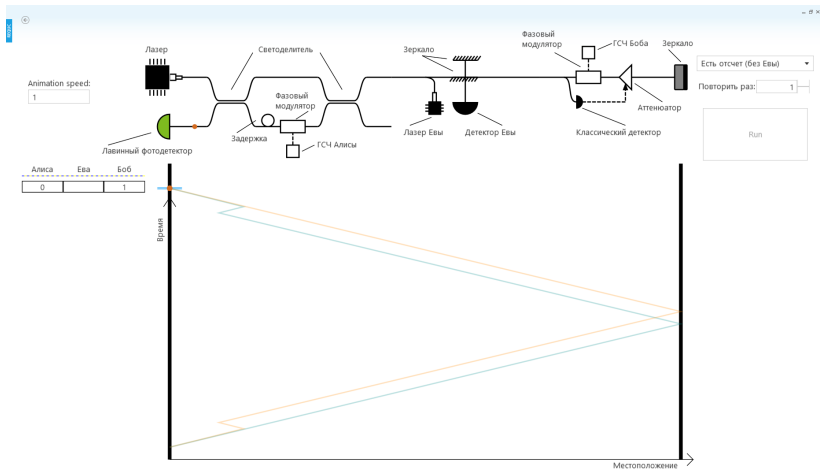 Лазер
Светоделитель
Зеркало
Фазовый
модулятор
ГСЧ Боба
Зеркало
Есть отсчет (без Евы)
Animation speed:
1
Фазовый
модулятор
Повторить раз:
1
Задержка
Лазер Евы
Детектор Евы
Классический детектор
Аттенюатор
Run
Лавинный фотодетектор
ГСЧ Алисы
Алиса
Ева
Боб
0
1
Время
Местоположение